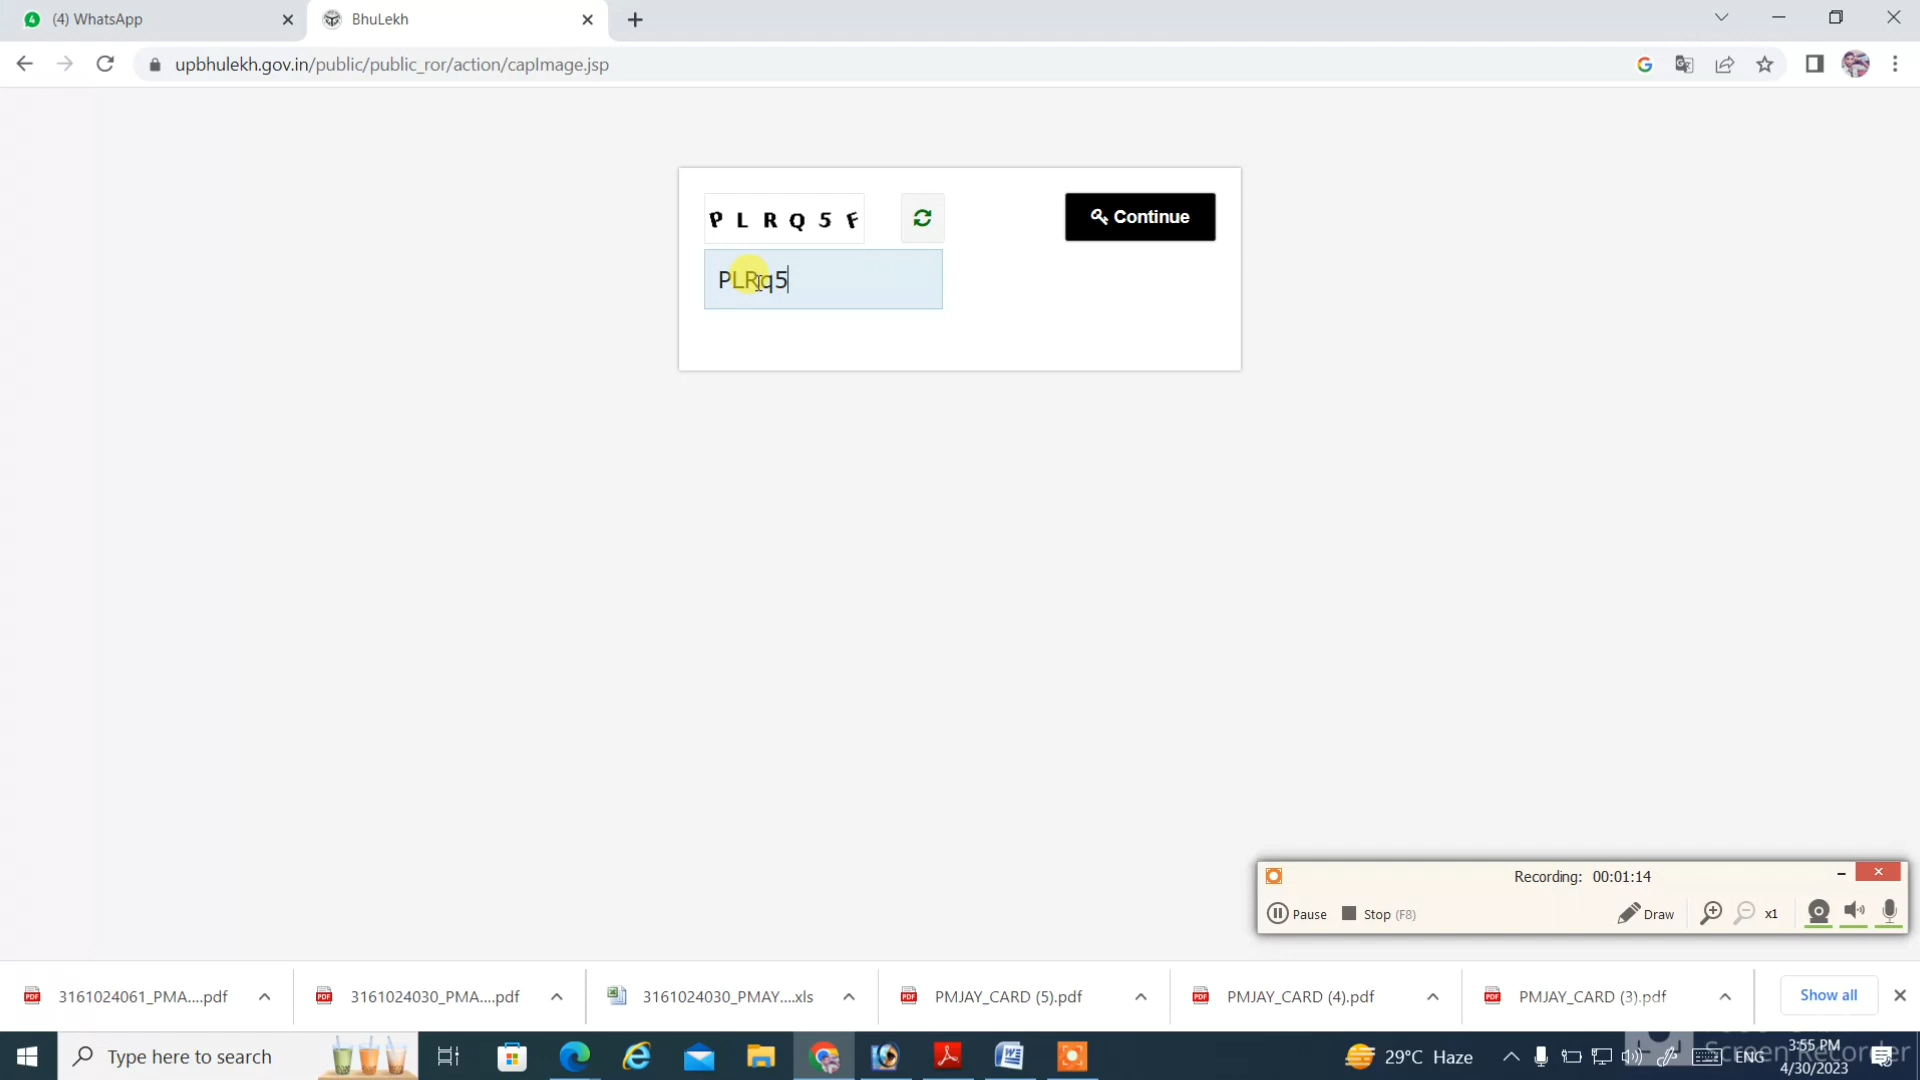 (4) WhatsApp
BhuLekh
upbhulekh.gov.in/public/public_ror/action/capImage.jsp
P L R Q 5 F
Continue
PLRq5
Recording: 00:01:14
Pause
Stop (F8)
Draw
x1
3161024061_PMA....pdf
3161024030_PMA....pdf
3161024030_PMAY....xls
PMJAY_CARD (5).pdf
PMJAY_CARD (4).pdf
PMJAY_CARD (3).pdf
Show all
Type here to search
29°C Haze
ENG
3:55 PM
4/30/2023
Screen Recorder